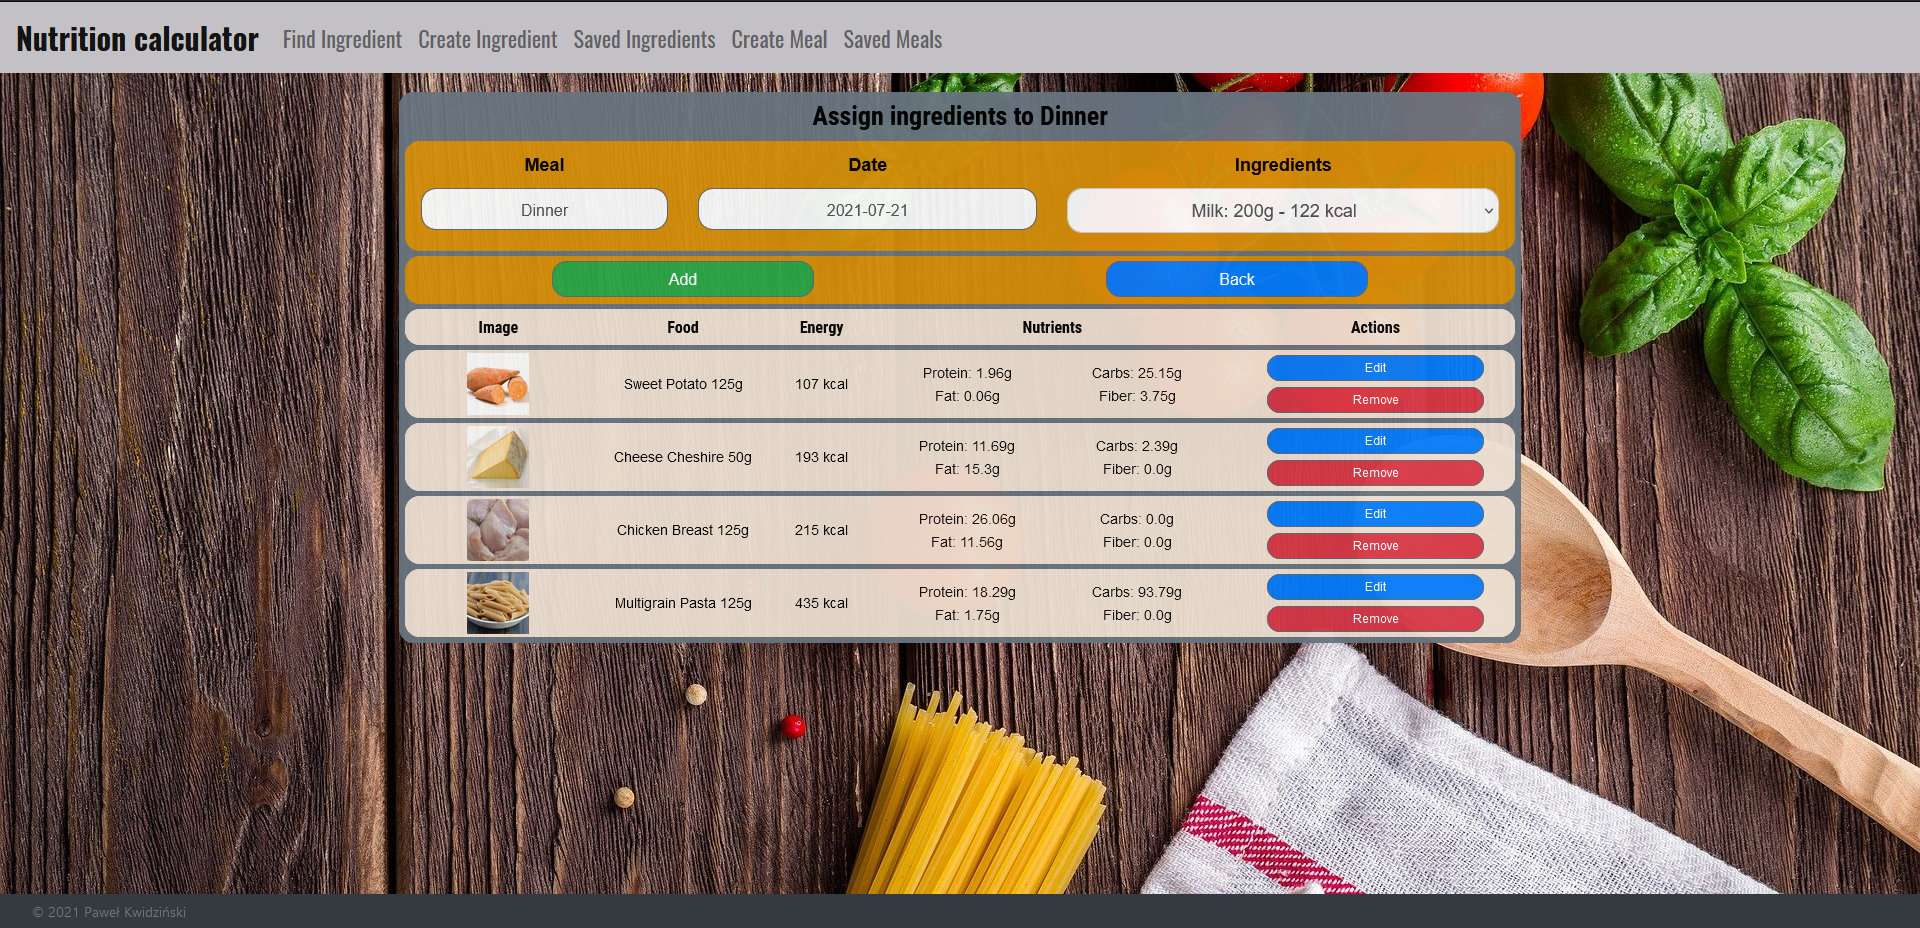 Nutrition calculator Find Ingredient Create Ingredient Saved Ingredients Create Meal Saved Meals
Assign ingredients to Dinner
Meal Date Ingredients
Dinner 2021-07-21 Milk: 200g - 122 kcal
Add Back
Image Food Energy Nutrients Actions
Sweet Potato 125g 107 kcal Protein: 1.96g Carbs: 25.15g Edit
Fat: 0.06g Fiber: 3.75g Remove
Cheese Cheshire 50g 193 kcal Protein: 11.69g Carbs: 2.39g Edit
Fat: 15.3g Fiber: 0.0g Remove
Chicken Breast 125g 215 kcal Protein: 26.06g Carbs: 0.0g Edit
Fat: 11.56g Fiber: 0.0g Remove
Multigrain Pasta 125g 435 kcal Protein: 18.29g Carbs: 93.79g Edit
Fat: 1.75g Fiber: 0.0g Remove
© 2021 Paweł Kwidziński